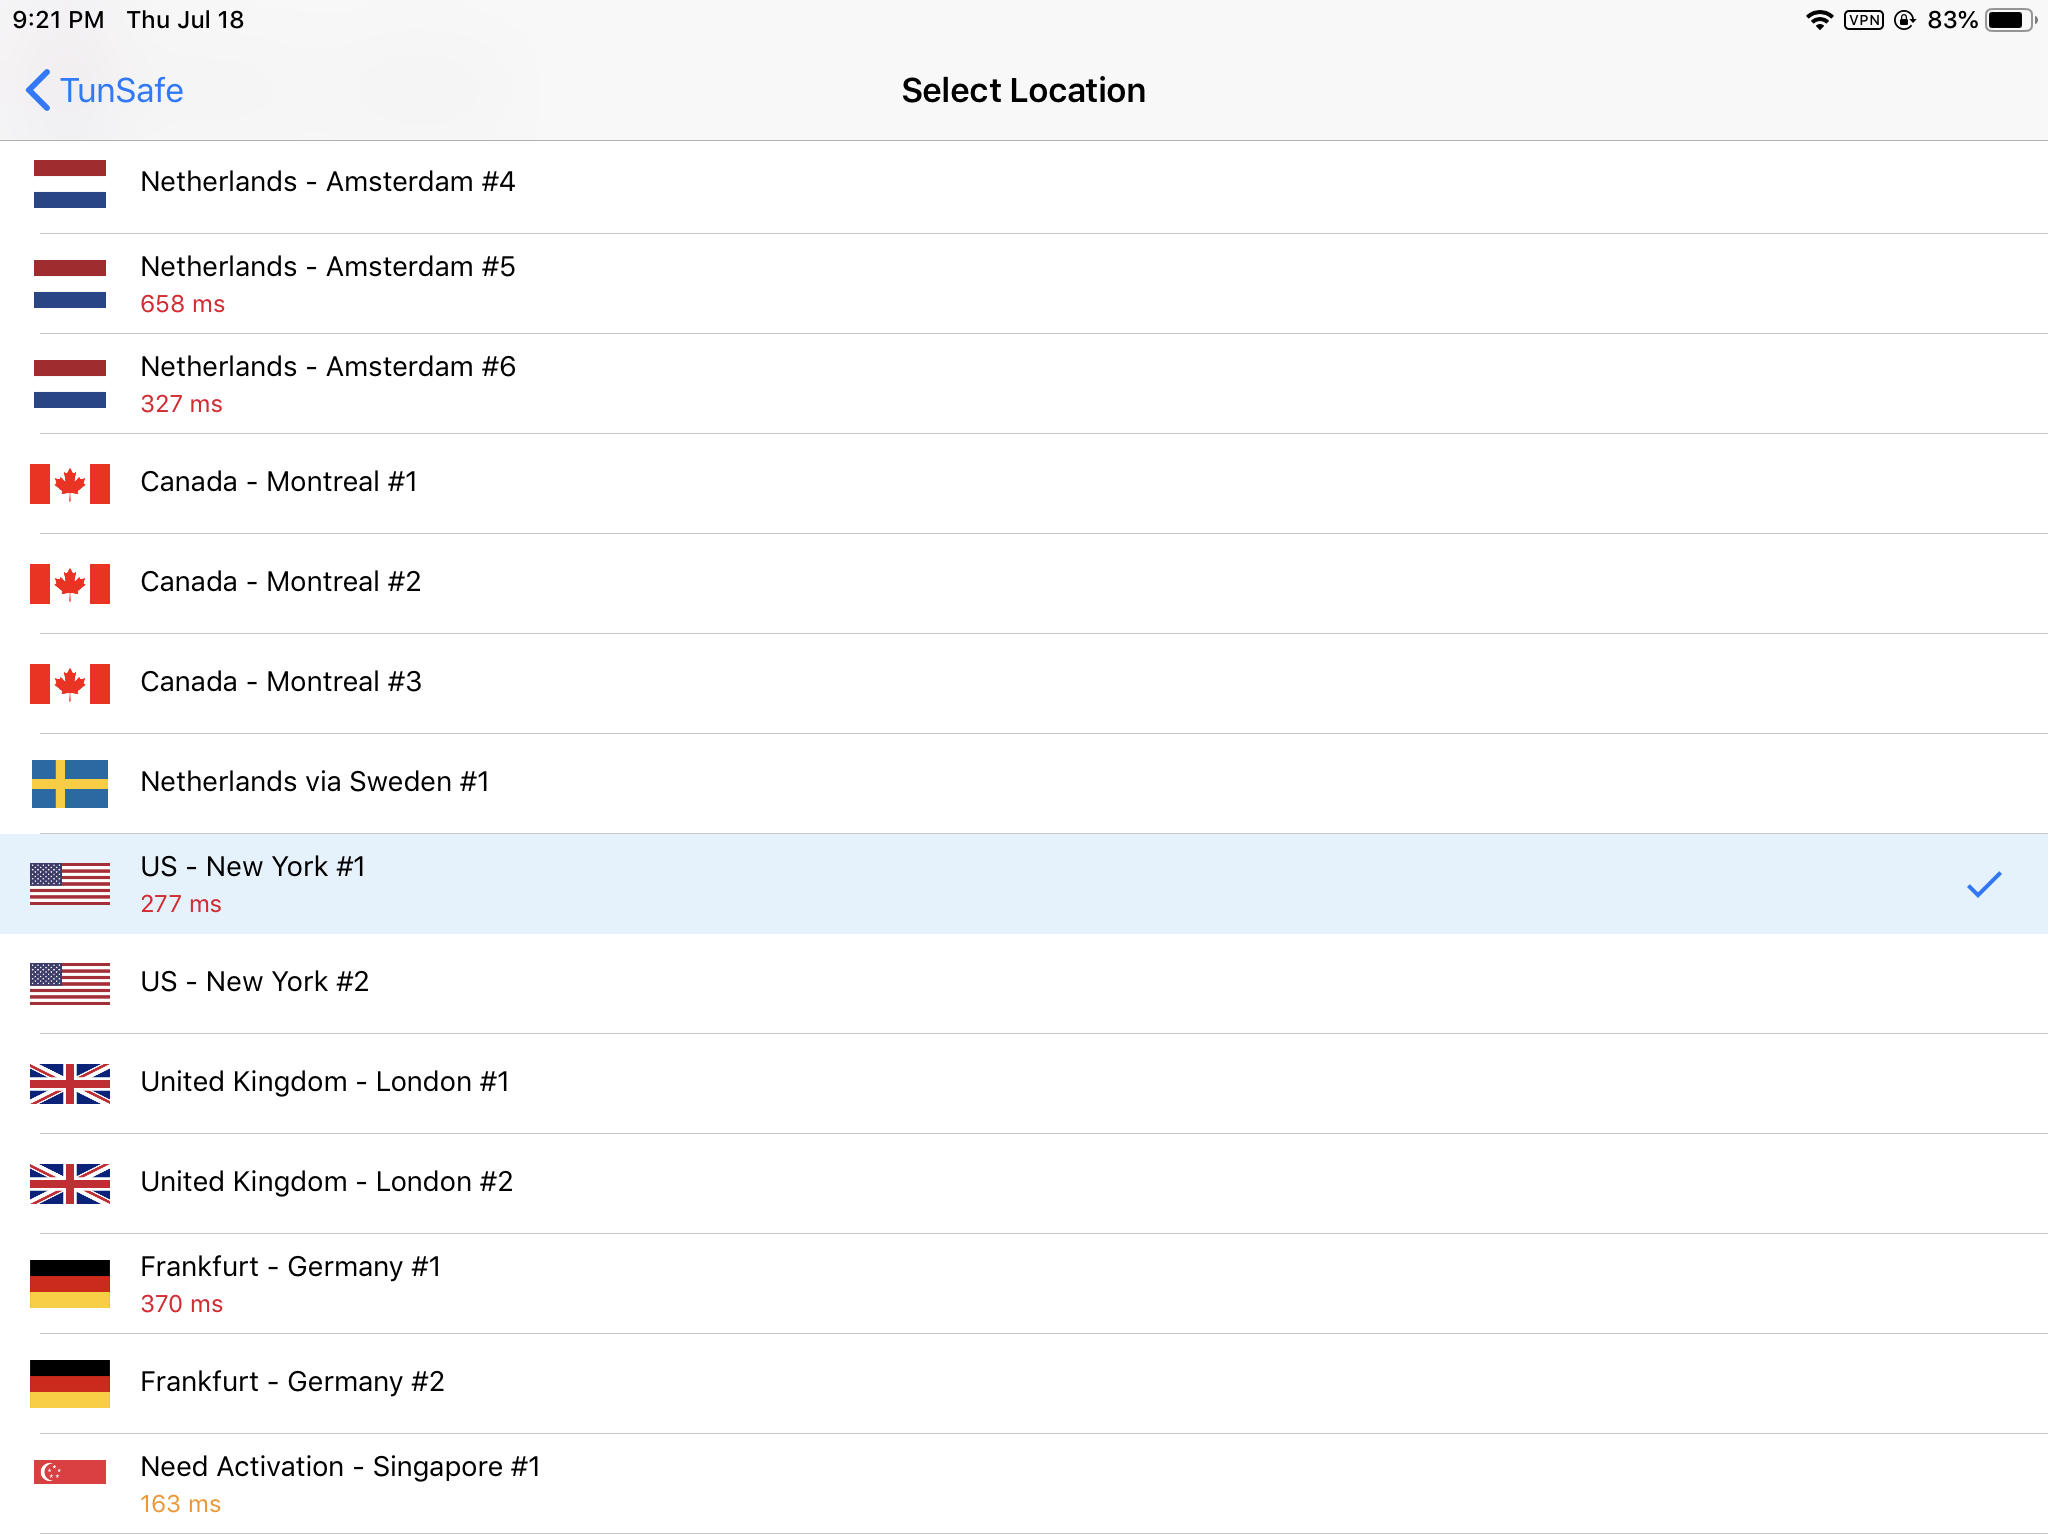 9:21 PM Thu Jul 18
VPN 83%
TunSafe
Select Location
Netherlands - Amsterdam #4
Netherlands - Amsterdam #5
658 ms
Netherlands - Amsterdam #6
327 ms
Canada - Montreal #1
Canada - Montreal #2
Canada - Montreal #3
Netherlands via Sweden #1
US - New York #1
277 ms
US - New York #2
United Kingdom - London #1
United Kingdom - London #2
Frankfurt - Germany #1
370 ms
Frankfurt - Germany #2
Need Activation - Singapore #1
163 ms